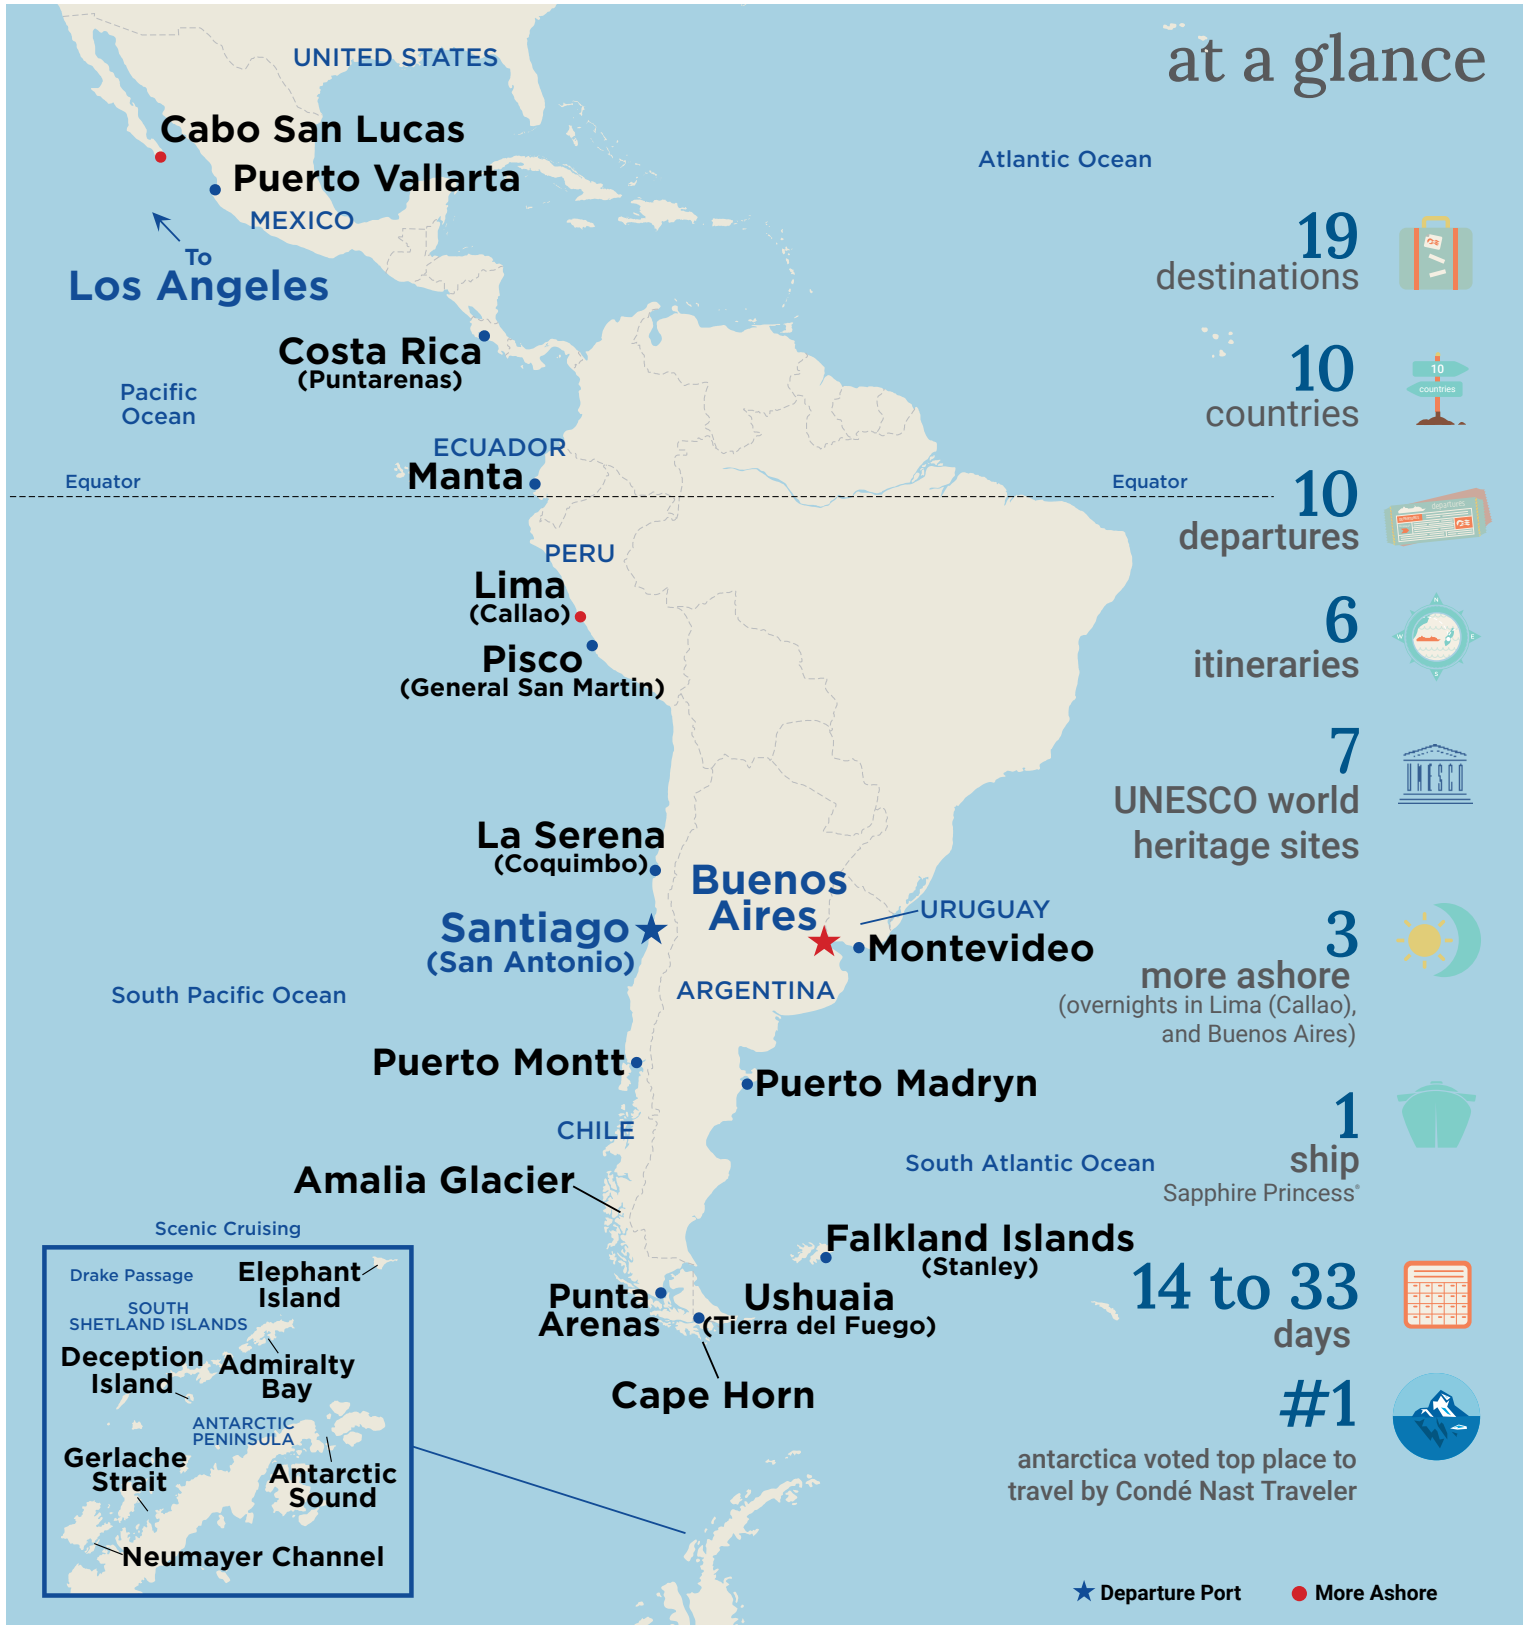 at a glance
UNITED STATES
Cabo San Lucas
Puerto Vallarta
MEXICO
To
Los Angeles
Atlantic Ocean
Costa Rica
(Puntarenas)
Pacific
Ocean
ECUADOR
Manta
Equator
Equator
PERU
Lima
(Callao)
Pisco
(General San Martin)
La Serena
(Coquimbo)
Buenos
Aires
Santiago
(San Antonio)
URUGUAY
Montevideo
ARGENTINA
South Pacific Ocean
Puerto Montt
Puerto Madryn
CHILE
Amalia Glacier
South Atlantic Ocean
Falkland Islands
(Stanley)
Punta
Arenas
Ushuaia
(Tierra del Fuego)
Cape Horn
Scenic Cruising
Drake Passage
Elephant
Island
SOUTH
SHETLAND ISLANDS
Deception
Island
Admiralty
Bay
ANTARCTIC
PENINSULA
Gerlache
Strait
Antarctic
Sound
Neumayer Channel
19
destinations
10
countries
10
countries
10
departures
departures
6
itineraries
N
W
E
S
7
UNESCO world
heritage sites
UNESCO
3
more ashore
(overnights in Lima (Callao),
and Buenos Aires)
1
ship
Sapphire Princess®
14 to 33
days
#1
antarctica voted top place to
travel by Condé Nast Traveler
Departure Port
More Ashore